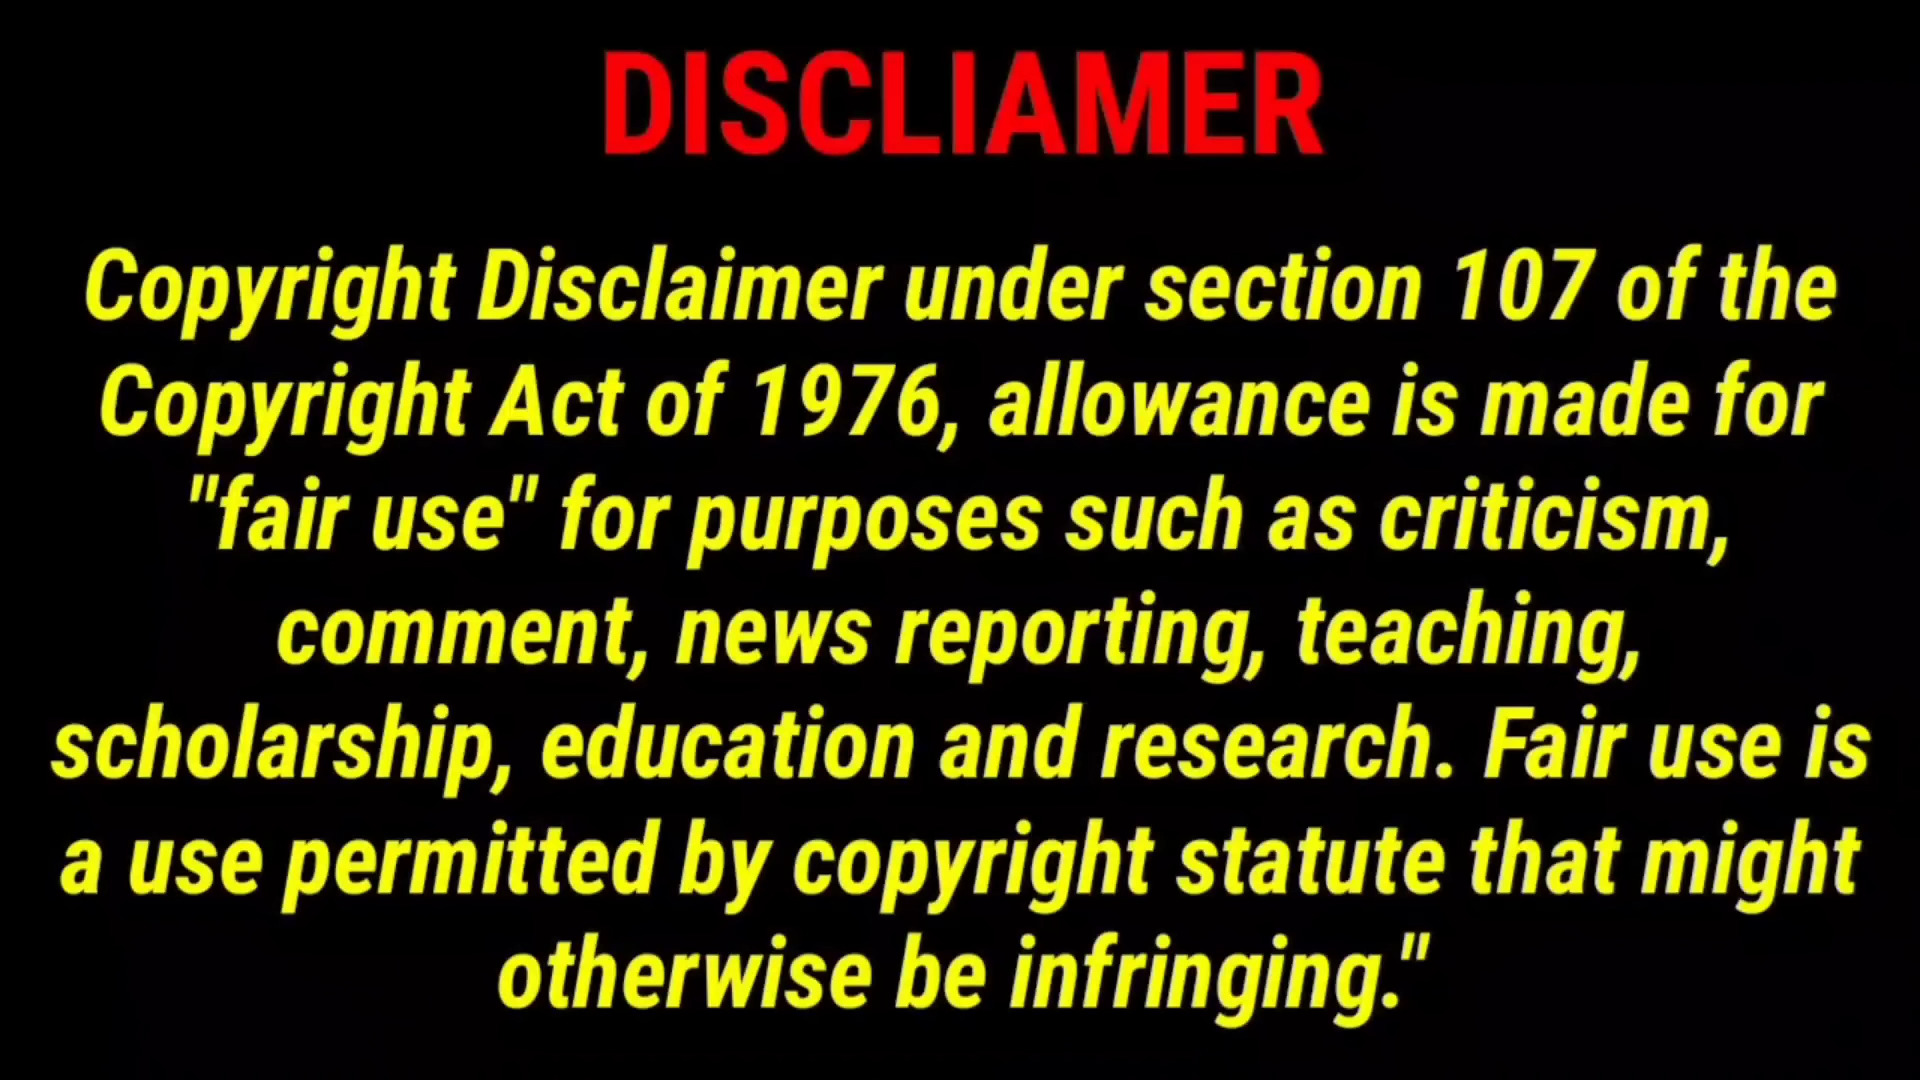 DISCLIAMER
Copyright Disclaimer under section 107 of the
Copyright Act of 1976, allowance is made for
"fair use" for purposes such as criticism,
comment, news reporting, teaching,
scholarship, education and research. Fair use is
a use permitted by copyright statute that might
otherwise be infringing."